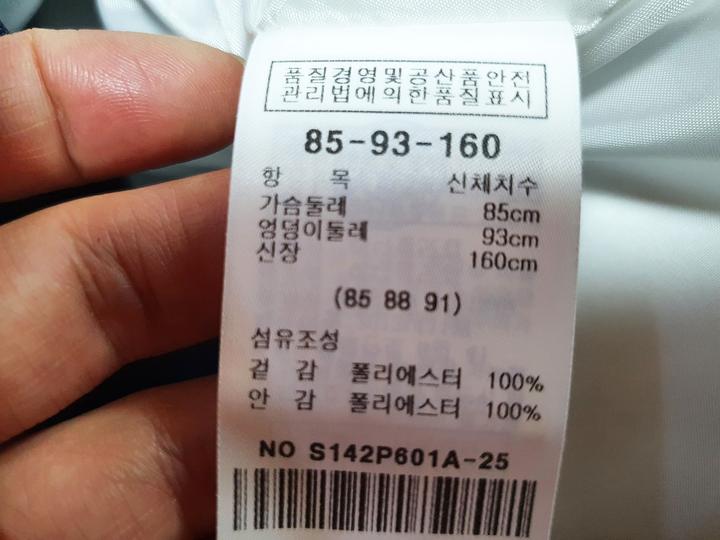 품질경영및공산품안전
관리법에의한품질표시
85-93-160
항 목 신체치수
가슴둘레 85cm
엉덩이둘레 93cm
신장 160cm
(85 88 91)
섬유조성
겉 감 폴리에스터 100%
안 감 폴리에스터 100%
NO S142P601A-25